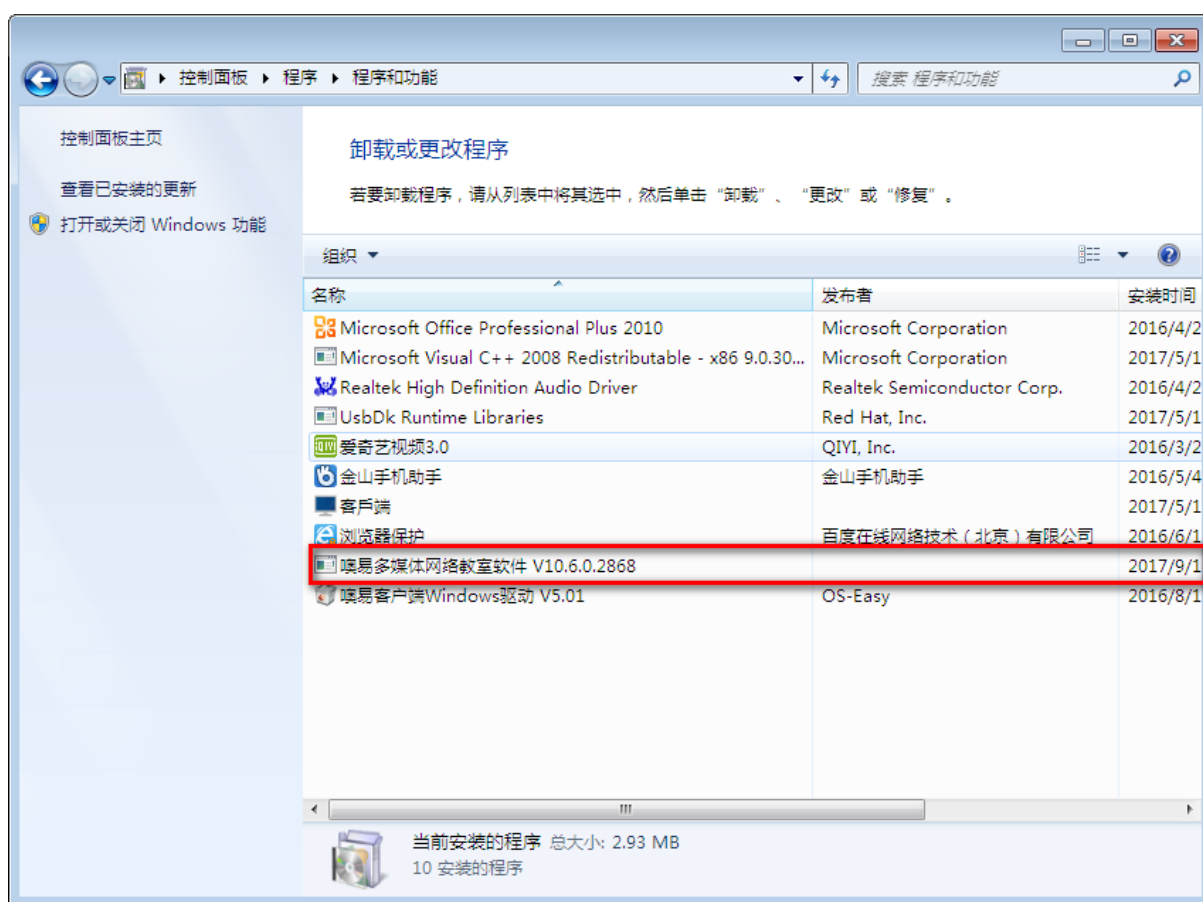 控制面板 程序 程序和功能 搜索 程序和功能
控制面板主页
查看已安装的更新
打开或关闭 Windows 功能
卸载或更改程序
若要卸载程序，请从列表中将其选中，然后单击“卸载”、“更改”或“修复”。
组织
名称 发布者 安装时间
Microsoft Office Professional Plus 2010 Microsoft Corporation 2016/4/2
Microsoft Visual C++ 2008 Redistributable - x86 9.0.30... Microsoft Corporation 2017/5/1
Realtek High Definition Audio Driver Realtek Semiconductor Corp. 2016/4/2
UsbDk Runtime Libraries Red Hat, Inc. 2017/5/1
爱奇艺视频3.0 QIYI, Inc. 2016/3/2
金山手机助手 金山手机助手 2016/5/4
客戶端 2017/5/1
浏览器保护 百度在线网络技术（北京）有限公司 2016/6/1
噢易多媒体网络教室软件 V10.6.0.2868 2017/9/1
噢易客户端Windows驱动 V5.01 OS-Easy 2016/8/1
当前安装的程序 总大小: 2.93 MB
10 安装的程序